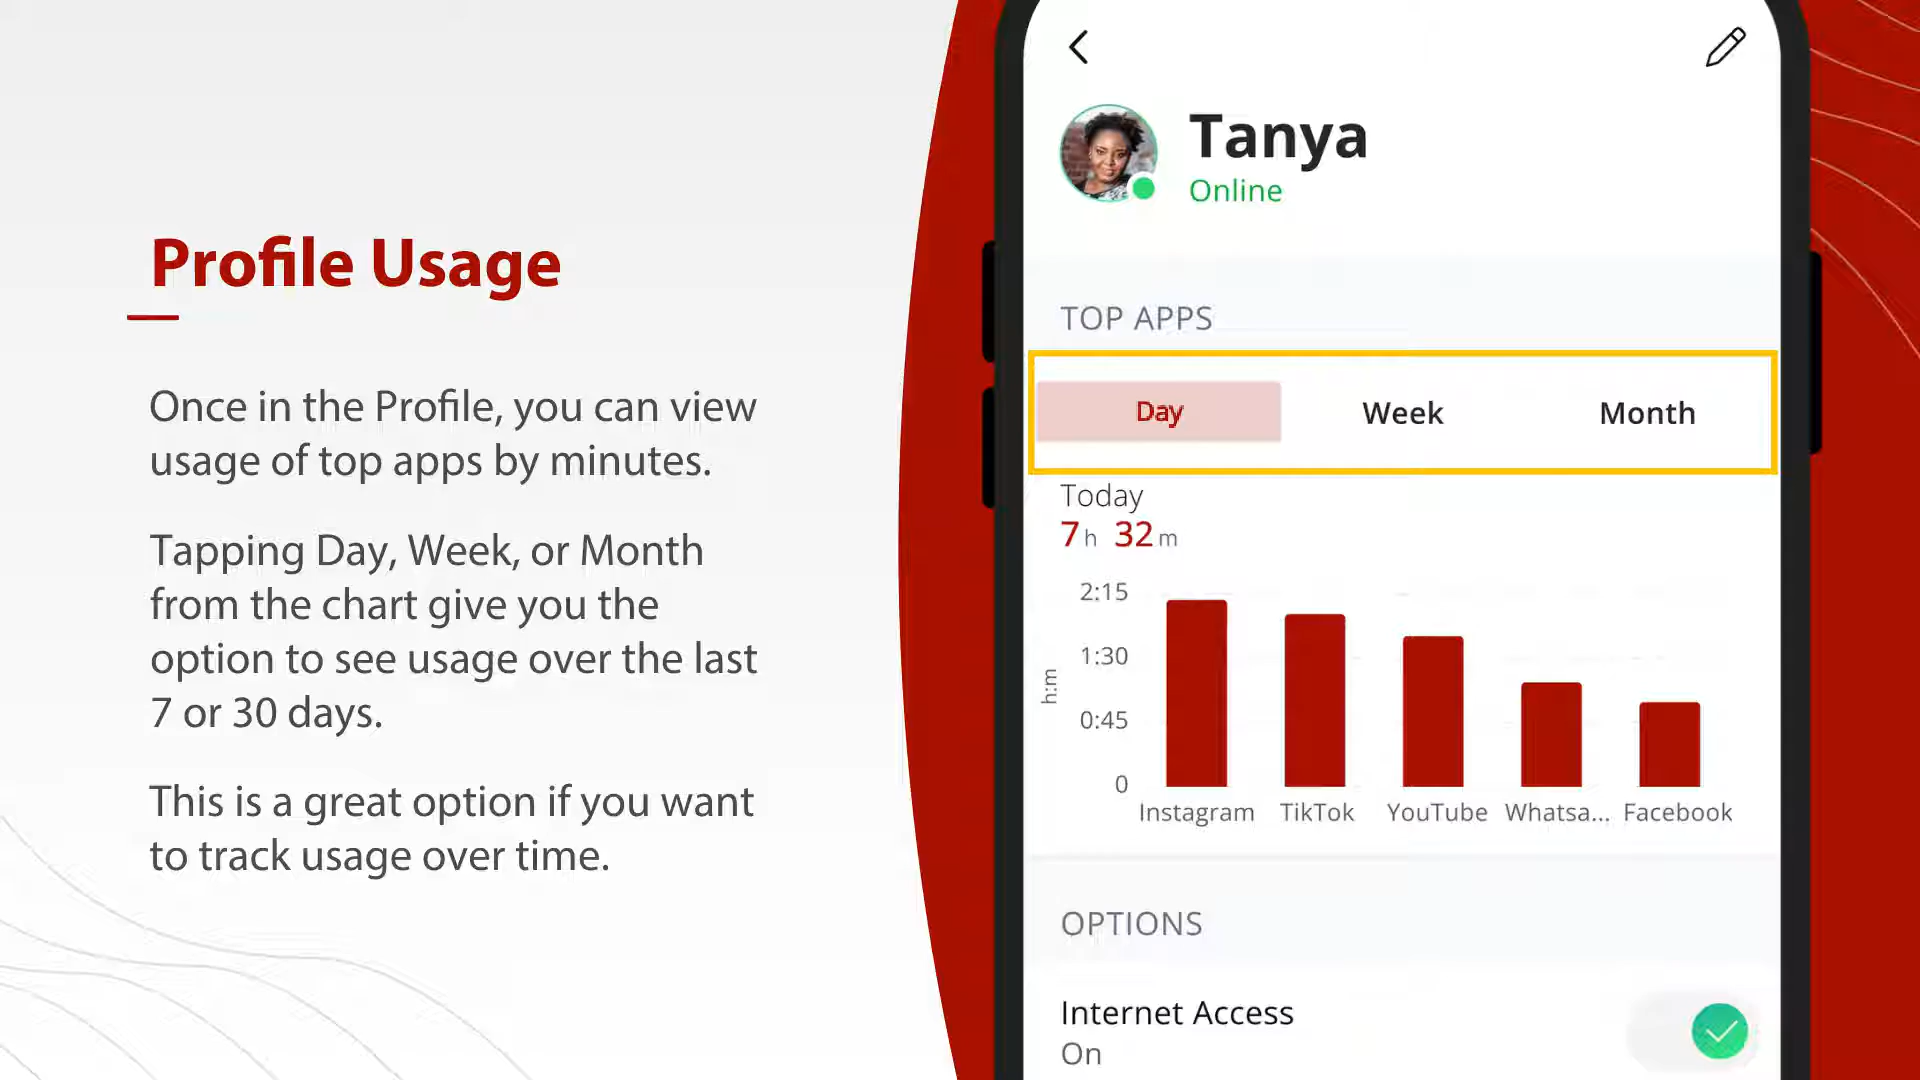 Profile Usage
Once in the Profile, you can view
usage of top apps by minutes.
Tapping Day, Week, or Month
from the chart give you the
option to see usage over the last
7 or 30 days.
This is a great option if you want
to track usage over time.
Tanya
Online
TOP APPS
Day Week Month
Today
7 h 32 m
2:15
1:30
0:45
0
h:m
Instagram TikTok YouTube Whatsa... Facebook
OPTIONS
Internet Access
On